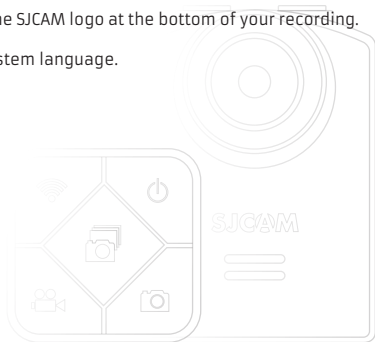 he SJCAM logo at the bottom of your recording.
stem language.
SJCAM